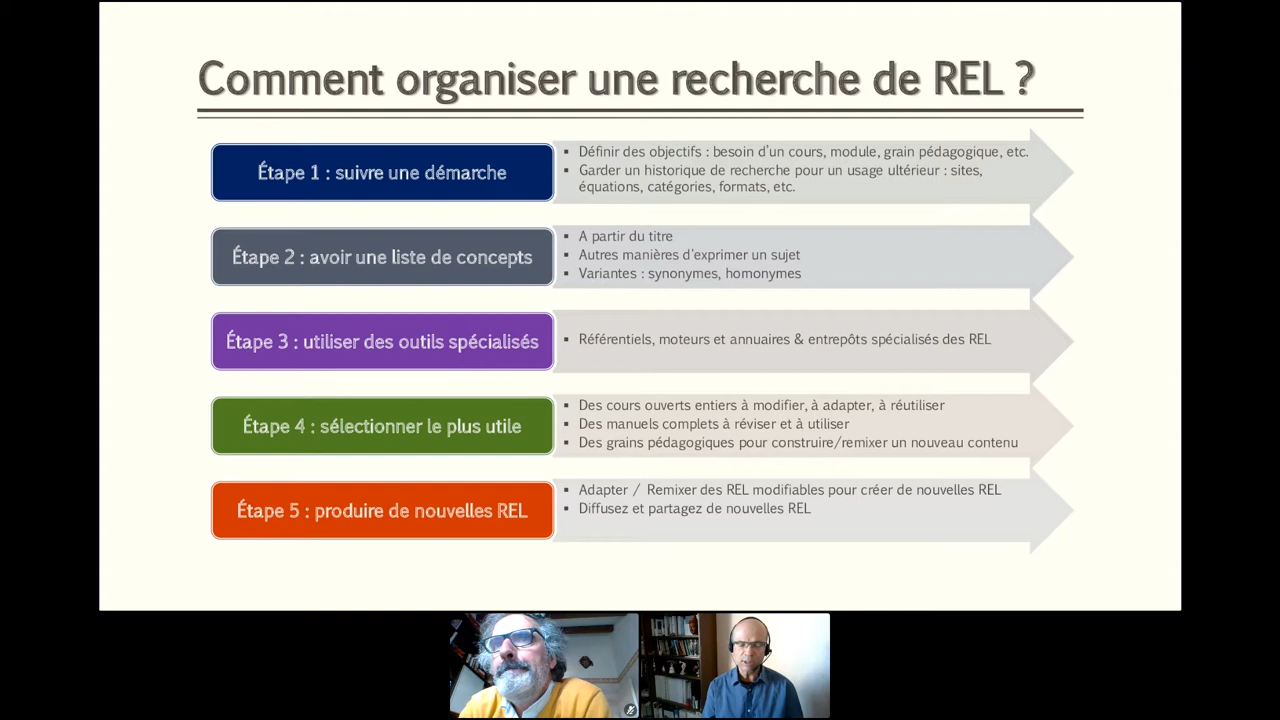 Comment organiser une recherche de REL ?
Étape 1 : suivre une démarche
▪ Définir des objectifs : besoin d'un cours, module, grain pédagogique, etc.
▪ Garder un historique de recherche pour un usage ultérieur : sites,
équations, catégories, formats, etc.
Étape 2 : avoir une liste de concepts
▪ A partir du titre
▪ Autres manières d'exprimer un sujet
▪ Variantes : synonymes, homonymes
Étape 3 : utiliser des outils spécialisés
▪ Référentiels, moteurs et annuaires & entrepôts spécialisés des REL
Étape 4 : sélectionner le plus utile
▪ Des cours ouverts entiers à modifier, à adapter, à réutiliser
▪ Des manuels complets à réviser et à utiliser
▪ Des grains pédagogiques pour construire/remixer un nouveau contenu
Étape 5 : produire de nouvelles REL
▪ Adapter / Remixer des REL modifiables pour créer de nouvelles REL
▪ Diffusez et partagez de nouvelles REL